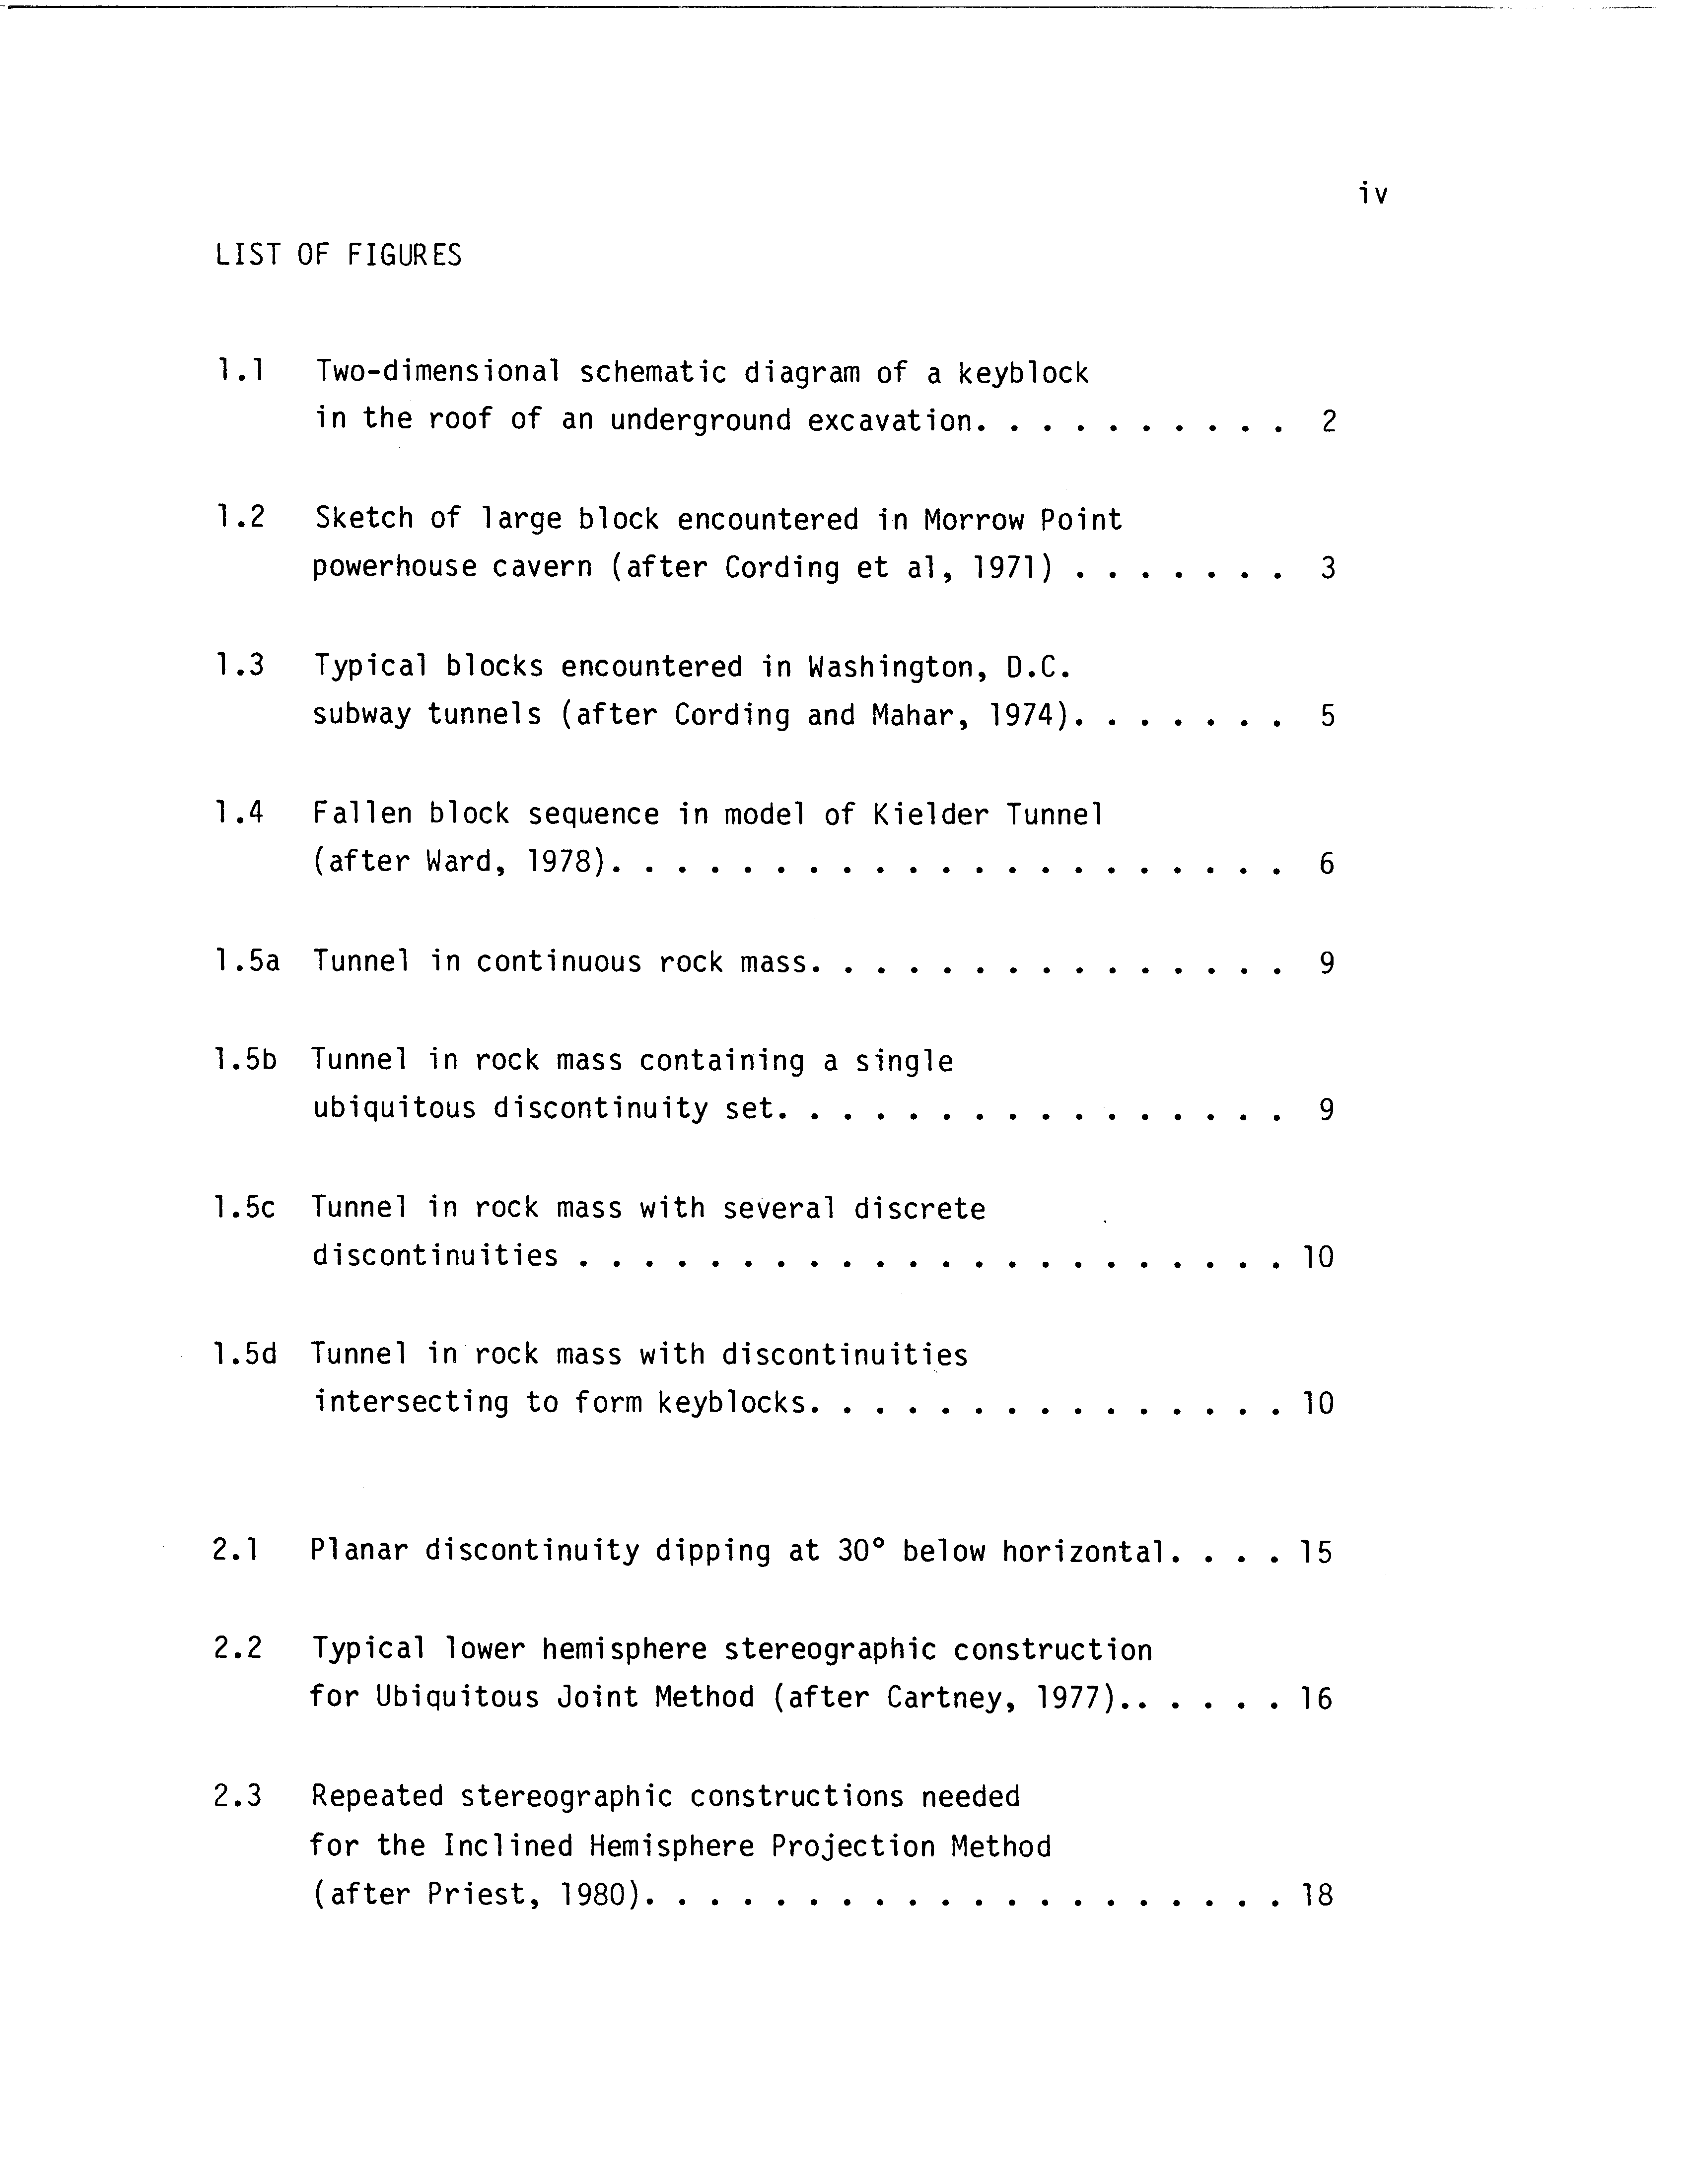 iv
LIST OF FIGURES
1.1 Two-dimensional schematic diagram of a keyblock
in the roof of an underground excavation. . . . . . . . . . 2
1.2 Sketch of large block encountered in Morrow Point
powerhouse cavern (after Cording et al, 1971) . . . . . . . 3
1.3 Typical blocks encountered in Washington, D.C.
subway tunnels (after Cording and Mahar, 1974). . . . . . . 5
1.4 Fallen block sequence in model of Kielder Tunnel
(after Ward, 1978). . . . . . . . . . . . . . . . . . . . . 6
1.5a Tunnel in continuous rock mass. . . . . . . . . . . . . . . 9
1.5b Tunnel in rock mass containing a single
ubiquitous discontinuity set. . . . . . . . . . . . . . . . 9
1.5c Tunnel in rock mass with several discrete
discontinuities . . . . . . . . . . . . . . . . . . . . . . 10
1.5d Tunnel in rock mass with discontinuities
intersecting to form keyblocks. . . . . . . . . . . . . . . 10
2.1 Planar discontinuity dipping at 30° below horizontal. . . . 15
2.2 Typical lower hemisphere stereographic construction
for Ubiquitous Joint Method (after Cartney, 1977).. . . . . 16
2.3 Repeated stereographic constructions needed
for the Inclined Hemisphere Projection Method
(after Priest, 1980). . . . . . . . . . . . . . . . . . . . 18